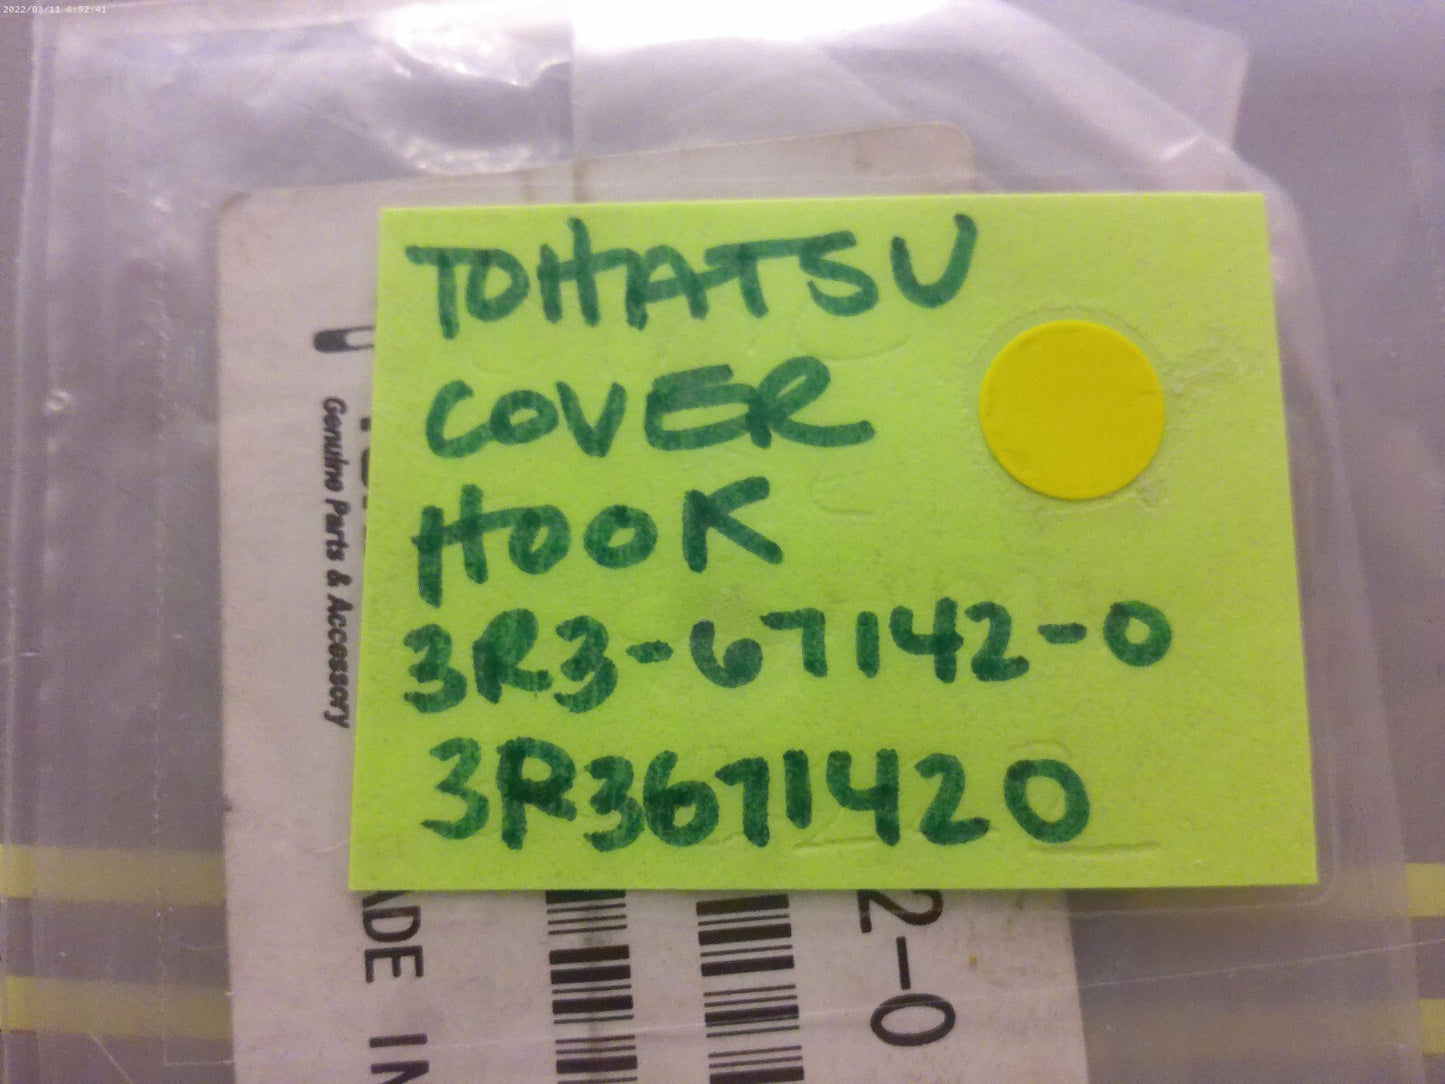 2022/03/11 6:52:41
TOHATSU
COVER
HOOK
3R3-67142-0
3R3671420
Genuine Parts & Accessory
ADE IN
2-0